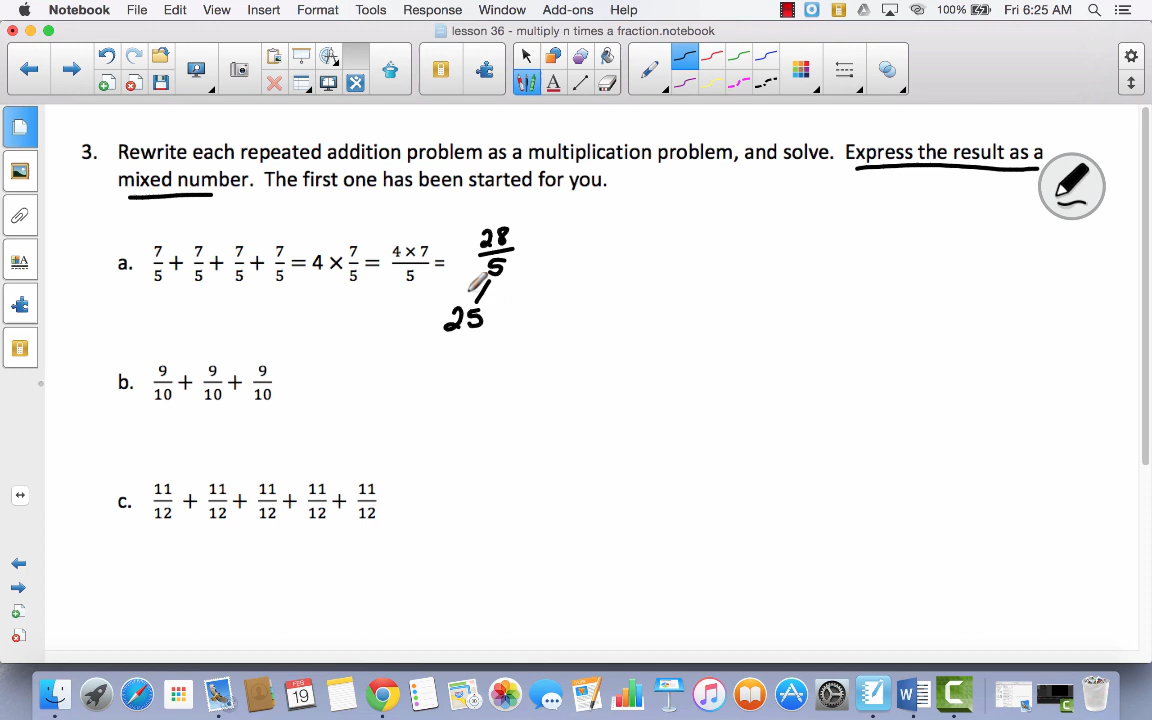 Notebook File Edit View Insert Format Tools Response Window Add-ons Help 100% Fri 6:25 AM
lesson 36 - multiply n times a fraction.notebook
3. Rewrite each repeated addition problem as a multiplication problem, and solve. Express the result as a
mixed number. The first one has been started for you.
a. 7/5 + 7/5 + 7/5 + 7/5 = 4 × 7/5 = 4 × 7/5 = 28/5
25
b. 9/10 + 9/10 + 9/10
c. 11/12 + 11/12 + 11/12 + 11/12 + 11/12
FEB
19